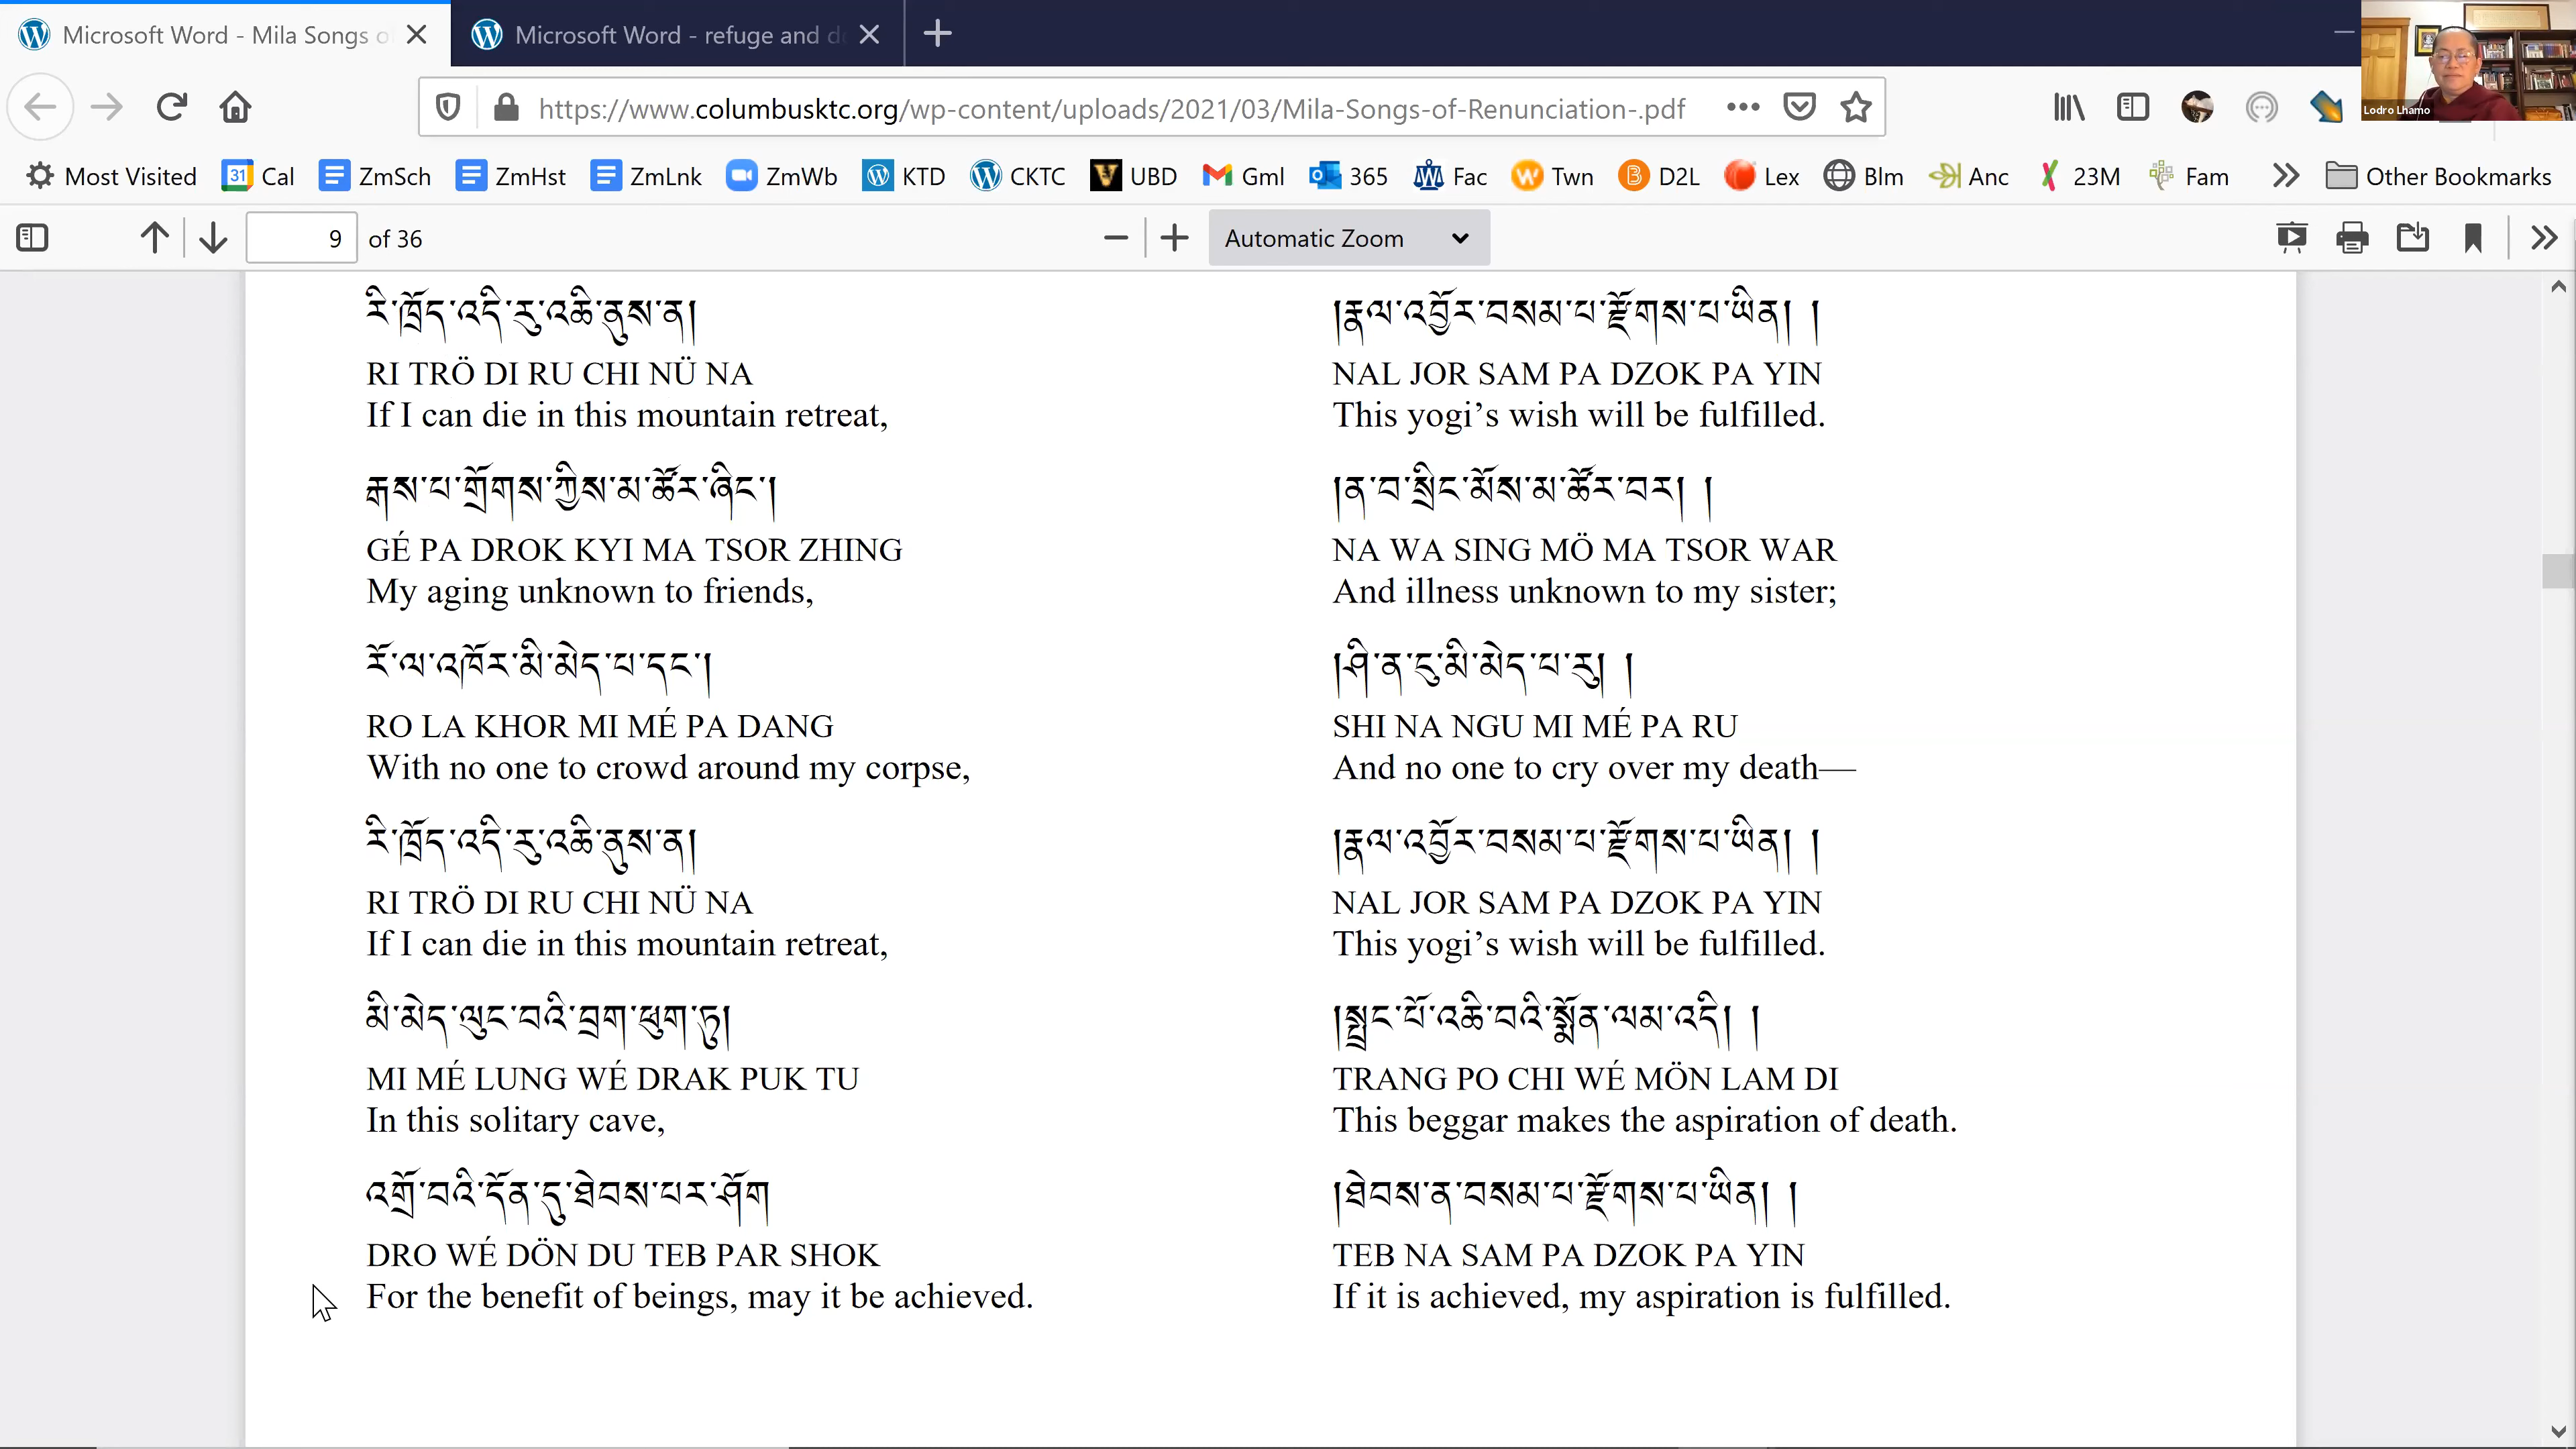 Microsoft Word - Mila Songs o
Microsoft Word - refuge and d
Lodro Lhamo
https://www.columbusktc.org/wp-content/uploads/2021/03/Mila-Songs-of-Renunciation-.pdf
Most Visited 31 Cal ZmSch ZmHst ZmLnk ZmWb KTD CKTC UBD Gml 365 Fac Twn D2L Lex Blm Anc 23M Fam Other Bookmarks
9 of 36 Automatic Zoom
རི་ཁྲོད་འདི་རུ་འཆི་ནུས་ན། །རྣལ་འབྱོར་བསམ་པ་རྫོགས་པ་ཡིན། །
RI TRÖ DI RU CHI NÜ NA NAL JOR SAM PA DZOK PA YIN
If I can die in this mountain retreat, This yogi’s wish will be fulfilled.
རྒས་པ་གྲོགས་ཀྱིས་མ་ཚོར་ཞིང་། །ན་བ་སྲིང་མོས་མ་ཚོར་བར། །
GÉ PA DROK KYI MA TSOR ZHING NA WA SING MÖ MA TSOR WAR
My aging unknown to friends, And illness unknown to my sister;
རོ་ལ་འཁོར་མི་མེད་པ་དང་། །ཤི་ན་ངུ་མི་མེད་པ་རུ། །
RO LA KHOR MI MÉ PA DANG SHI NA NGU MI MÉ PA RU
With no one to crowd around my corpse, And no one to cry over my death—
རི་ཁྲོད་འདི་རུ་འཆི་ནུས་ན། །རྣལ་འབྱོར་བསམ་པ་རྫོགས་པ་ཡིན། །
RI TRÖ DI RU CHI NÜ NA NAL JOR SAM PA DZOK PA YIN
If I can die in this mountain retreat, This yogi’s wish will be fulfilled.
མི་མེད་ལུང་བའི་བྲག་ཕུག་ཏུ། །སྤྲང་པོ་འཆི་བའི་སྨོན་ལམ་འདི། །
MI MÉ LUNG WÉ DRAK PUK TU TRANG PO CHI WÉ MÖN LAM DI
In this solitary cave, This beggar makes the aspiration of death.
འགྲོ་བའི་དོན་དུ་ཐེབས་པར་ཤོག །ཐེབས་ན་བསམ་པ་རྫོགས་པ་ཡིན། །
DRO WÉ DÖN DU TEB PAR SHOK TEB NA SAM PA DZOK PA YIN
For the benefit of beings, may it be achieved. If it is achieved, my aspiration is fulfilled.